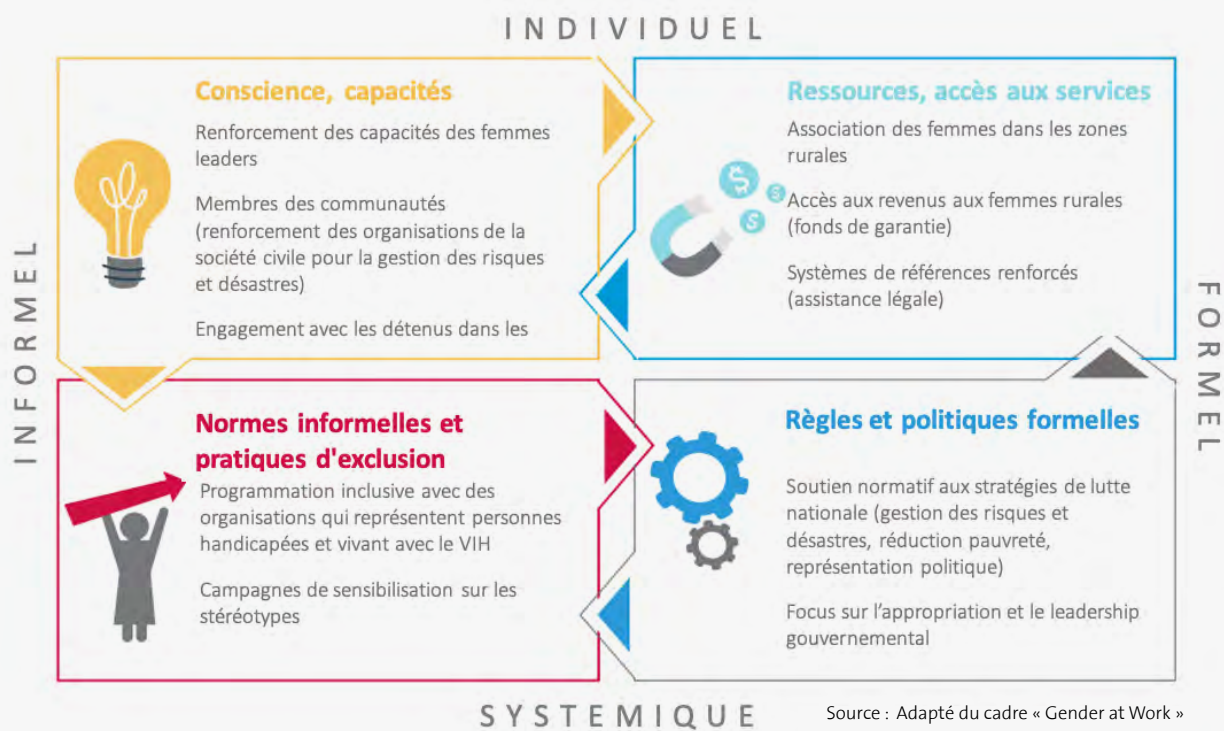 INDIVIDUEL
INFORMEL
FORMEL
Conscience, capacités
Renforcement des capacités des femmes
leaders
Membres des communautés
(renforcement des organisations de la
société civile pour la gestion des risques
et désastres)
Engagement avec les détenus dans les
Ressources, accès aux services
Association des femmes dans les zones
rurales
Accès aux revenus aux femmes rurales
(fonds de garantie)
Systèmes de références renforcés
(assistance légale)
Normes informelles et
pratiques d'exclusion
Programmation inclusive avec des
organisations qui représentent personnes
handicapées et vivant avec le VIH
Campagnes de sensibilisation sur les
stéréotypes
Règles et politiques formelles
Soutien normatif aux stratégies de lutte
nationale (gestion des risques et
désastres, réduction pauvreté,
représentation politique)
Focus sur l'appropriation et le leadership
gouvernemental
SYSTEMIQUE
Source : Adapté du cadre « Gender at Work »